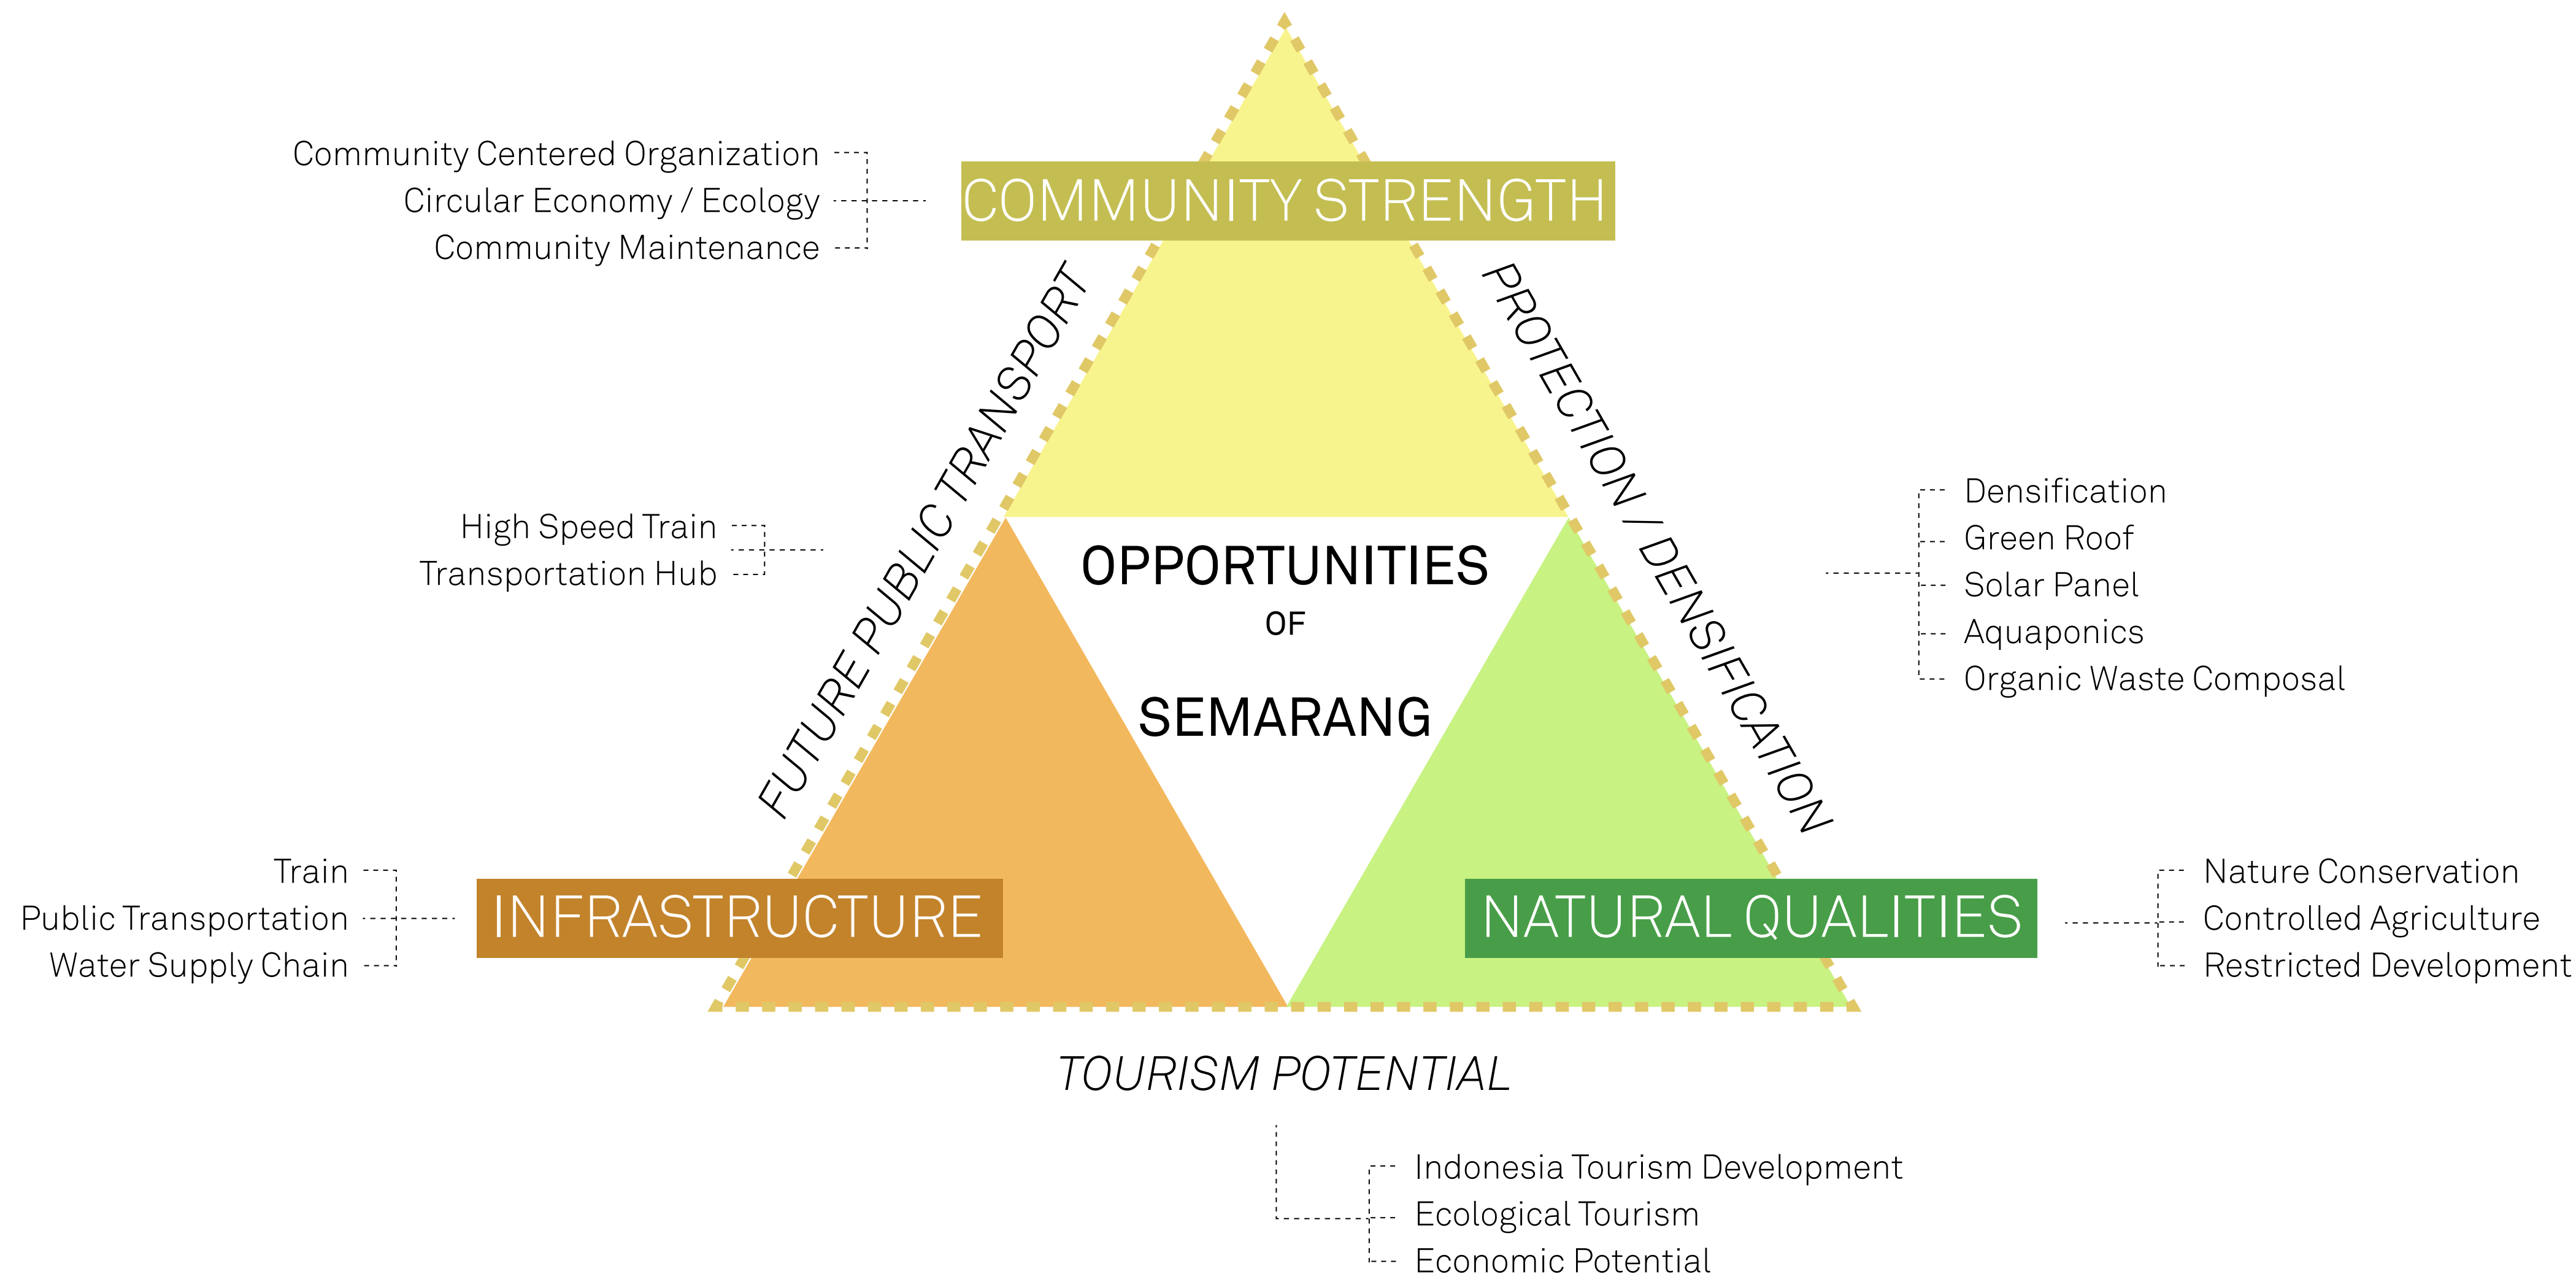 Community Centered Organization
Circular Economy / Ecology
Community Maintenance
COMMUNITY STRENGTH
FUTURE PUBLIC TRANSPORT
PROTECTION / DENSIFICATION
High Speed Train
Transportation Hub
OPPORTUNITIES
OF
SEMARANG
Densification
Green Roof
Solar Panel
Aquaponics
Organic Waste Composal
Train
Public Transportation
Water Supply Chain
INFRASTRUCTURE
NATURAL QUALITIES
Nature Conservation
Controlled Agriculture
Restricted Development
TOURISM POTENTIAL
Indonesia Tourism Development
Ecological Tourism
Economic Potential